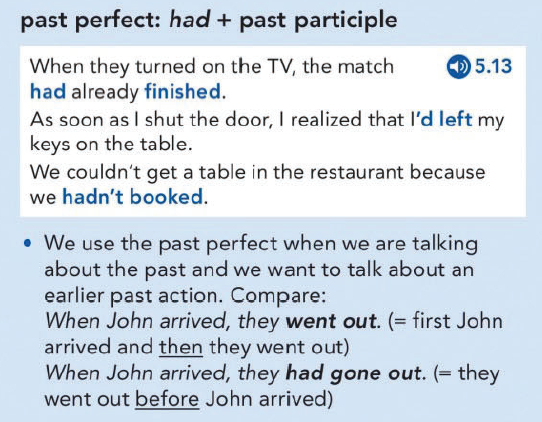 past perfect: had + past participle
When they turned on the TV, the match 5.13
had already finished.
As soon as I shut the door, I realized that I'd left my
keys on the table.
We couldn't get a table in the restaurant because
we hadn't booked.
• We use the past perfect when we are talking
about the past and we want to talk about an
earlier past action. Compare:
When John arrived, they went out. (= first John
arrived and then they went out)
When John arrived, they had gone out. (= they
went out before John arrived)